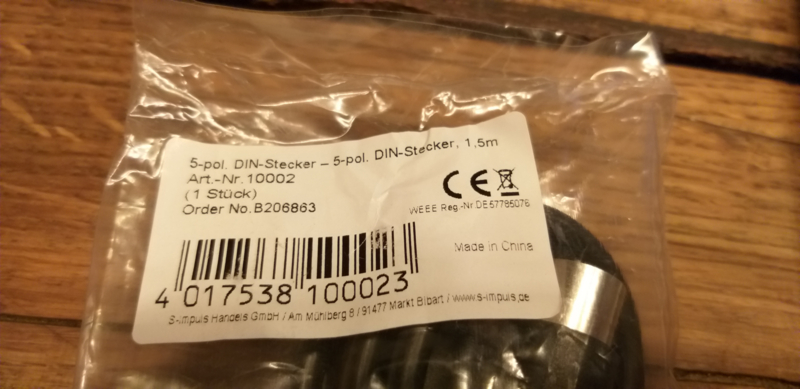 5-pol. DIN-Stecker – 5-pol. DIN-Stecker, 1,5m
Art.-Nr.10002
(1 Stück)
Order No.B206863
CE
WEEE Reg.-Nr.DE57785076
Made in China
4 017538 100023
S-Impuls Handels GmbH / Am Mühlberg 8 / 91477 Markt Bibart / www.s-impuls.de